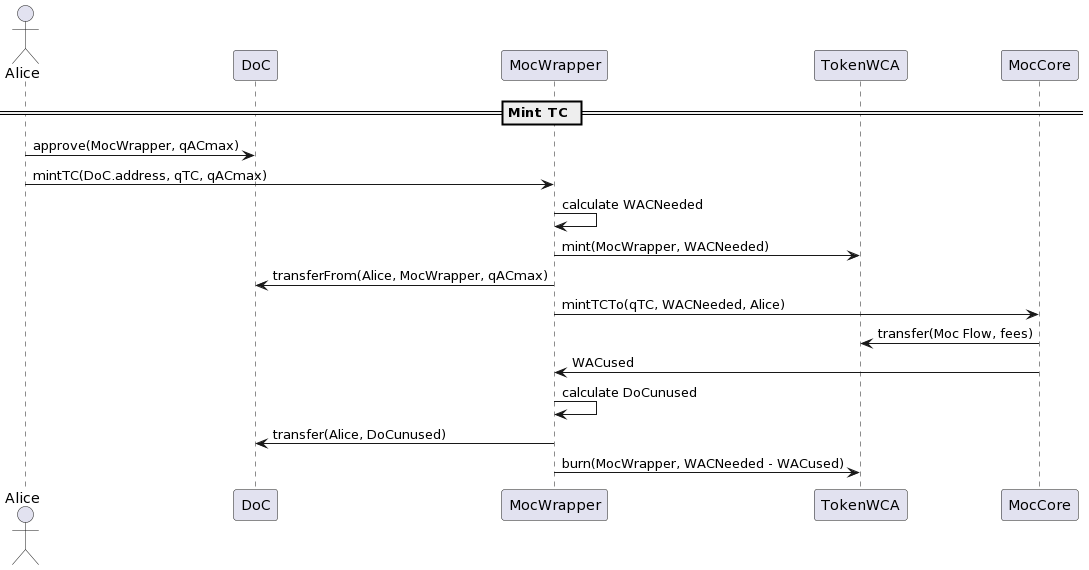 Alice
DoC
MocWrapper
TokenWCA
MocCore
Mint TC
approve(MocWrapper, qACmax)
mintTC(DoC.address, qTC, qACmax)
calculate WACNeeded
mint(MocWrapper, WACNeeded)
transferFrom(Alice, MocWrapper, qACmax)
mintTCTo(qTC, WACNeeded, Alice)
transfer(Moc Flow, fees)
WACused
calculate DoCunused
transfer(Alice, DoCunused)
burn(MocWrapper, WACNeeded - WACused)
Alice
DoC
MocWrapper
TokenWCA
MocCore